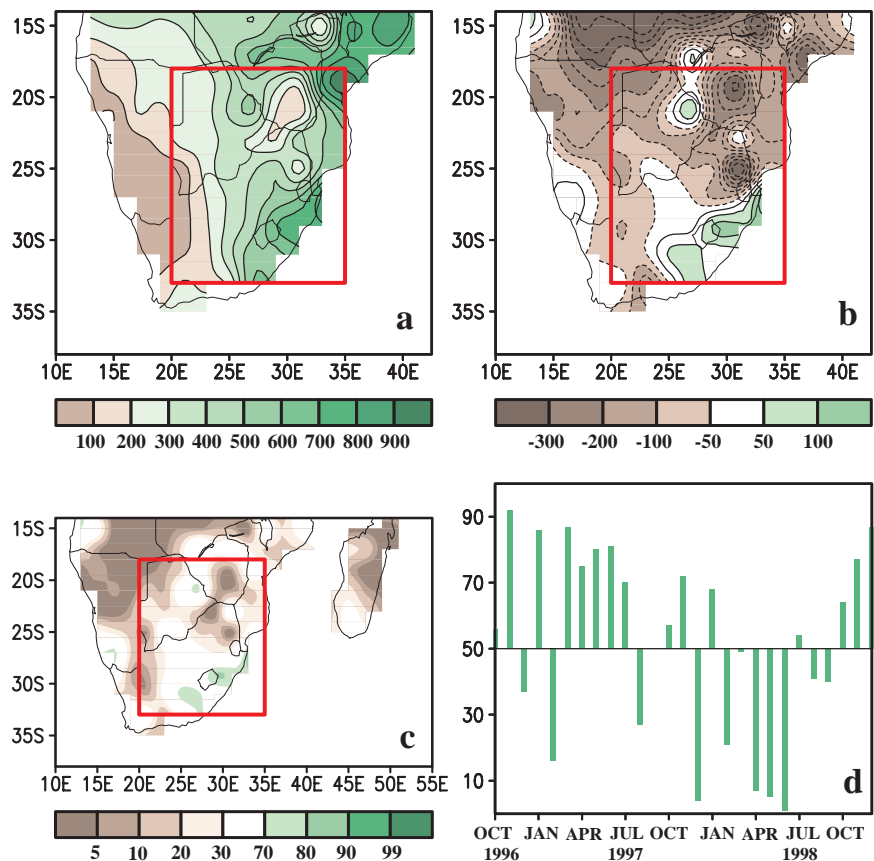 15S
20S
25S
30S
35S
10E 15E 20E 25E 30E 35E 40E
a
100 200 300 400 500 600 700 800 900
15S
20S
25S
30S
35S
10E 15E 20E 25E 30E 35E 40E
b
-300 -200 -100 -50 50 100
15S
20S
25S
30S
35S
10E 15E 20E 25E 30E 35E 40E 45E 50E 55E
c
5 10 20 30 70 80 90 99
90
70
50
30
10
d
OCT JAN APR JUL OCT JAN APR JUL OCT
1996 1997 1998